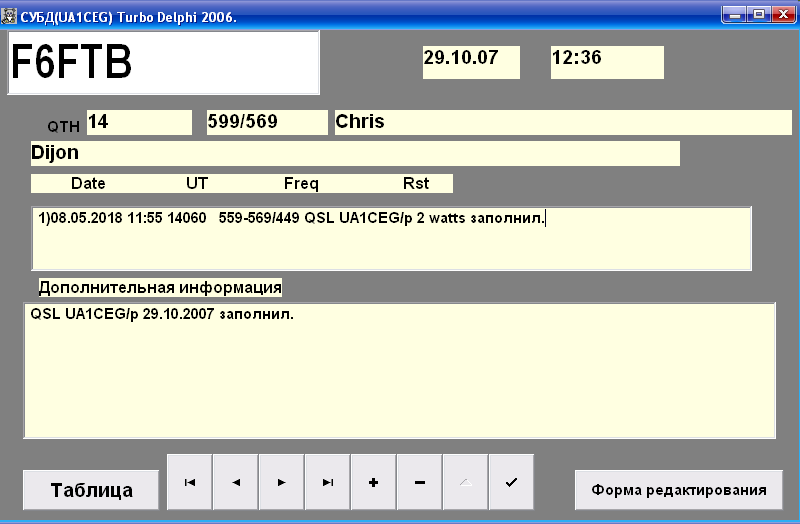 СУБД(UA1CEG) Turbo Delphi 2006.
F6FTB
29.10.07 12:36
QTH 14 599/569 Chris
Dijon
Date UT Freq Rst
1)08.05.2018 11:55 14060 559-569/449 QSL UA1CEG/p 2 watts заполнил.
Дополнительная информация
QSL UA1CEG/p 29.10.2007 заполнил.
Таблица
Форма редактирования